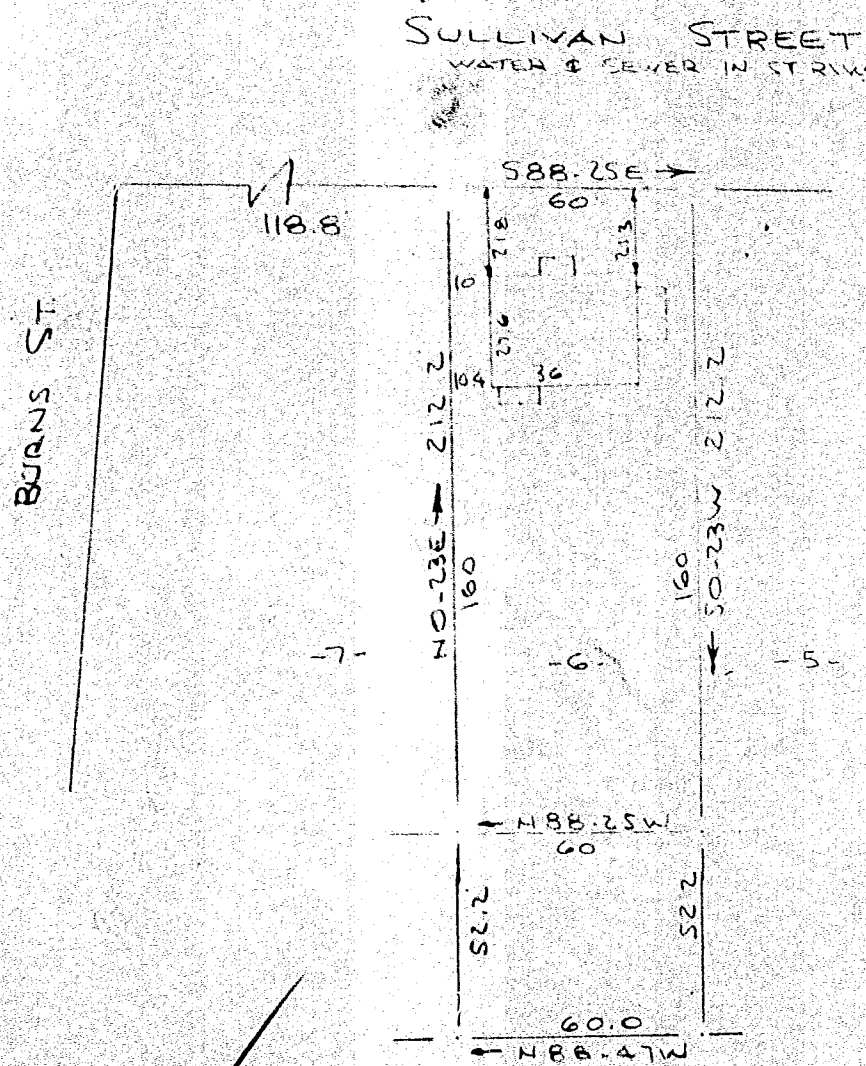 SULLIVAN STREET
WATER & SEWER IN ST
S88-25E →
60
118.8
21.8
21.3
10
27.6
10.4
36
BURNS ST.
N0-23E → 212.2
160
160
S0-23W 212.2 →
-7-
-6-
-5-
← N88-25W
60
52.2
52.2
60.0
← N88-47W